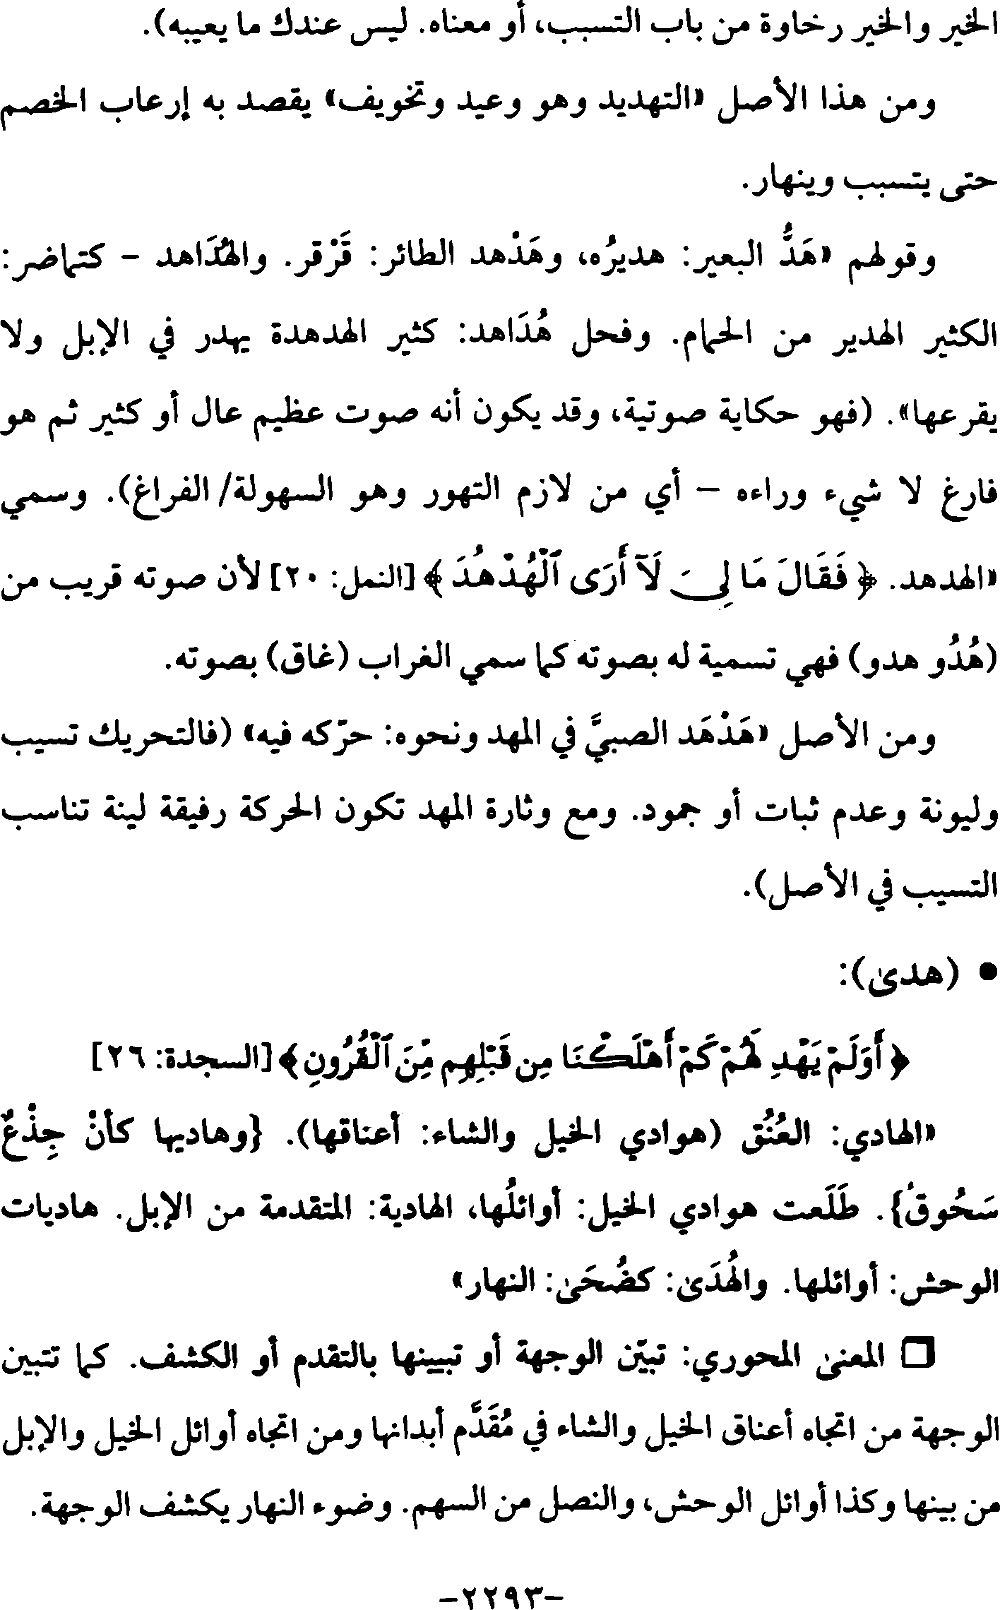 الخير والخير رخاوة من باب التسبب، أو معناه. ليس عندك ما يعيبه).
ومن هذا الأصل «التهديد وهو وعيد وتخويف» يقصد به إرعاب الخصم
حتى يتسبب وينهار.
وقولهم «هَدُّ البعير: هديرُه، وهَدْهد الطائر: قَرْقر. والهُدَاهد – كتماضر:
الكثير الهدير من الحمام. وفحل هُدَاهد: كثير الهدهدة يهدر في الإبل ولا
يقرعها». (فهو حكاية صوتية، وقد يكون أنه صوت عظيم عال أو كثير ثم هو
فارغ لا شيء وراءه – أي من لازم التهور وهو السهولة/ الفراغ). وسمي
«الهدهد. ﴿ فَقَالَ مَا لِىَ لَآ أَرَى ٱلْهُدْهُدَ ﴾ [النمل: ٢٠] لأن صوته قريب من
(هُدُو هدو) فهي تسمية له بصوته كما سمي الغراب (غاق) بصوته.
ومن الأصل «هَدْهَد الصبيَّ في المهد ونحوه: حرّكه فيه» (فالتحريك تسيب
وليونة وعدم ثبات أو جمود. ومع وثارة المهد تكون الحركة رفيقة لينة تناسب
التسيب في الأصل).
• (هدىٰ):
﴿ أَوَلَمْ يَهْدِ لَهُمْ كَمْ أَهْلَكْنَا مِن قَبْلِهِم مِّنَ ٱلْقُرُونِ ﴾ [السجدة: ٢٦]
«الهادي: العُنُق (هوادي الخيل والشاء: أعناقها). {وهاديها كأنْ جِذْعٌ
سَحُوقُ}. طَلَعت هوادي الخيل: أوائلُها، الهادية: المتقدمة من الإبل. هاديات
الوحش: أوائلها. والهُدَىٰ: كضُحَىٰ: النهار»
❒ المعنىٰ المحوري: تبيّن الوجهة أو تبيينها بالتقدم أو الكشف. كما تتبين
الوجهة من اتجاه أعناق الخيل والشاء في مُقَدَّم أبدانها ومن اتجاه أوائل الخيل والإبل
من بينها وكذا أوائل الوحش، والنصل من السهم. وضوء النهار يكشف الوجهة.
–٢٢٩٣–